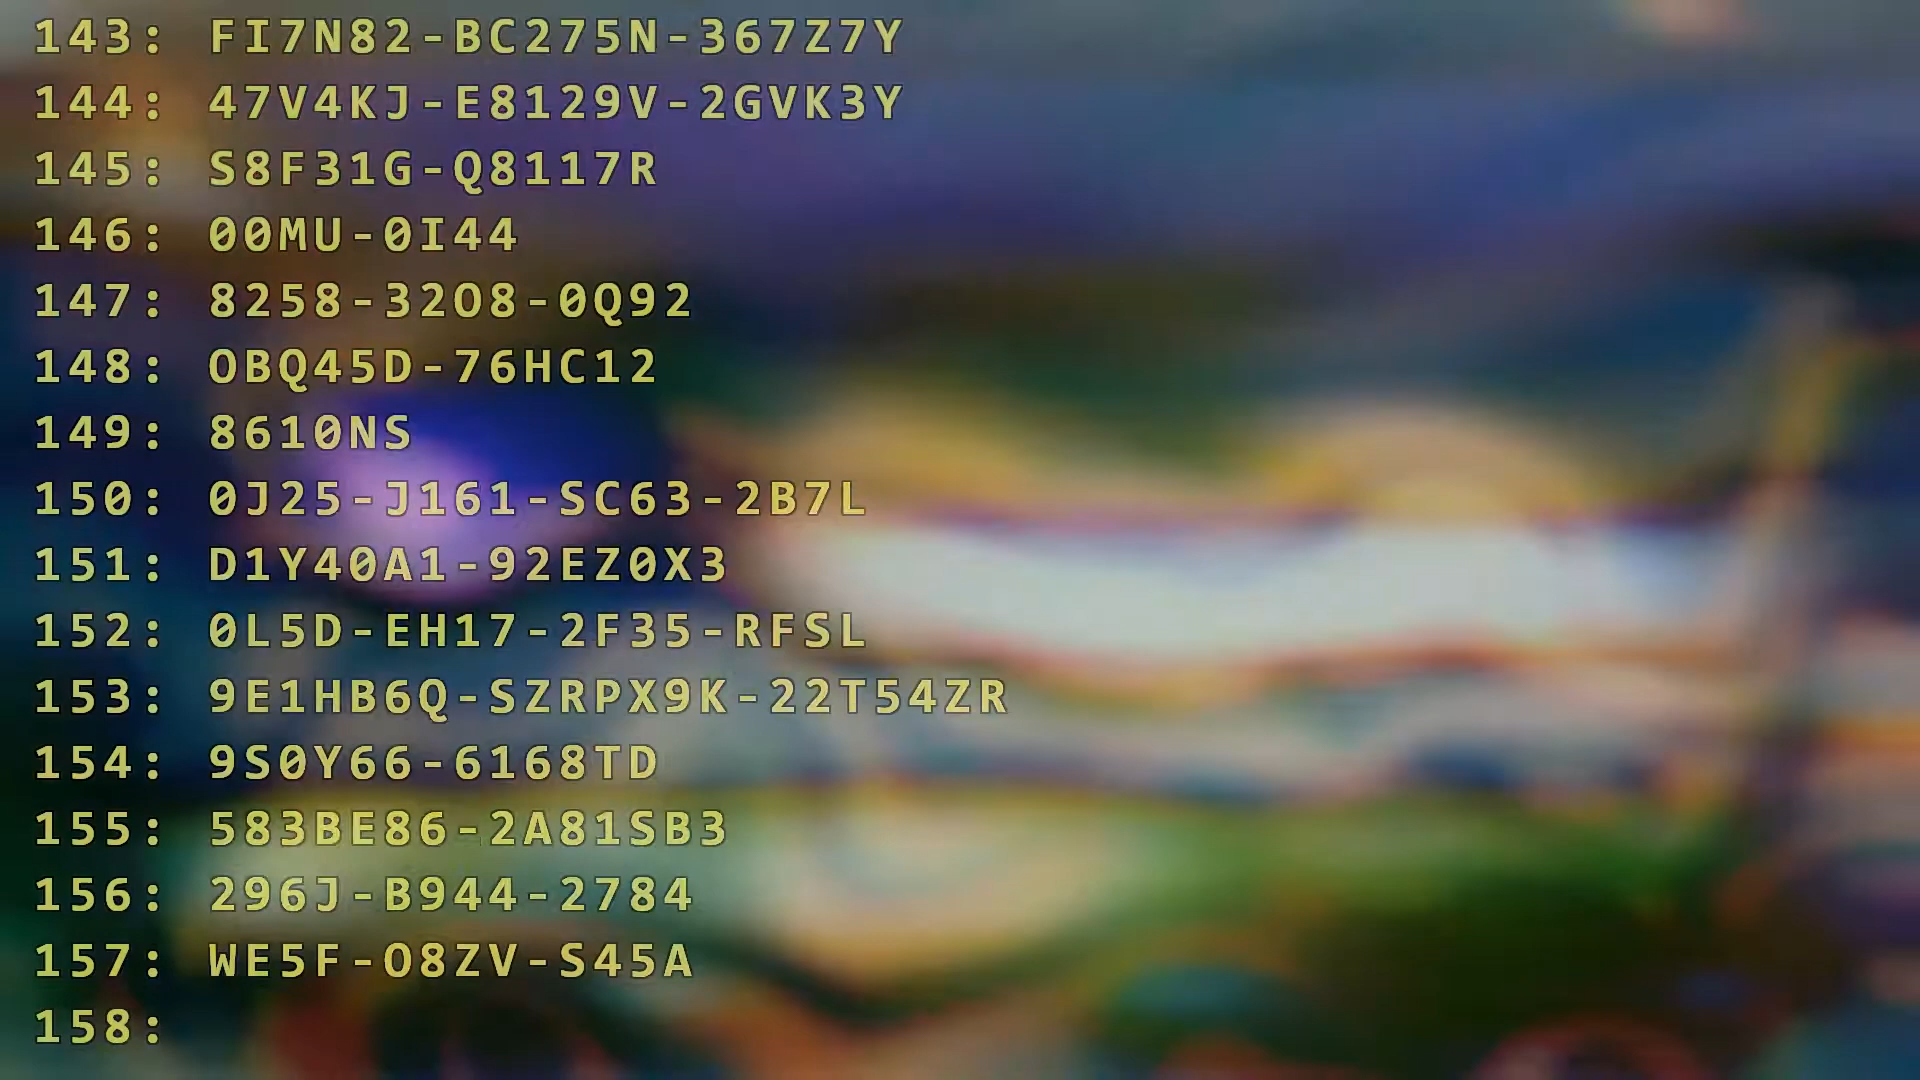 143: FI7N82-BC275N-367Z7Y
144: 47V4KJ-E8129V-2GVK3Y
145: S8F31G-Q8117R
146: 00MU-0I44
147: 8258-32O8-0Q92
148: OBQ45D-76HC12
149: 8610NS
150: 0J25-J161-SC63-2B7L
151: D1Y40A1-92EZ0X3
152: 0L5D-EH17-2F35-RFSL
153: 9E1HB6Q-SZRPX9K-22T54ZR
154: 9S0Y66-6168TD
155: 583BE86-2A81SB3
156: 296J-B944-2784
157: WE5F-O8ZV-S45A
158: